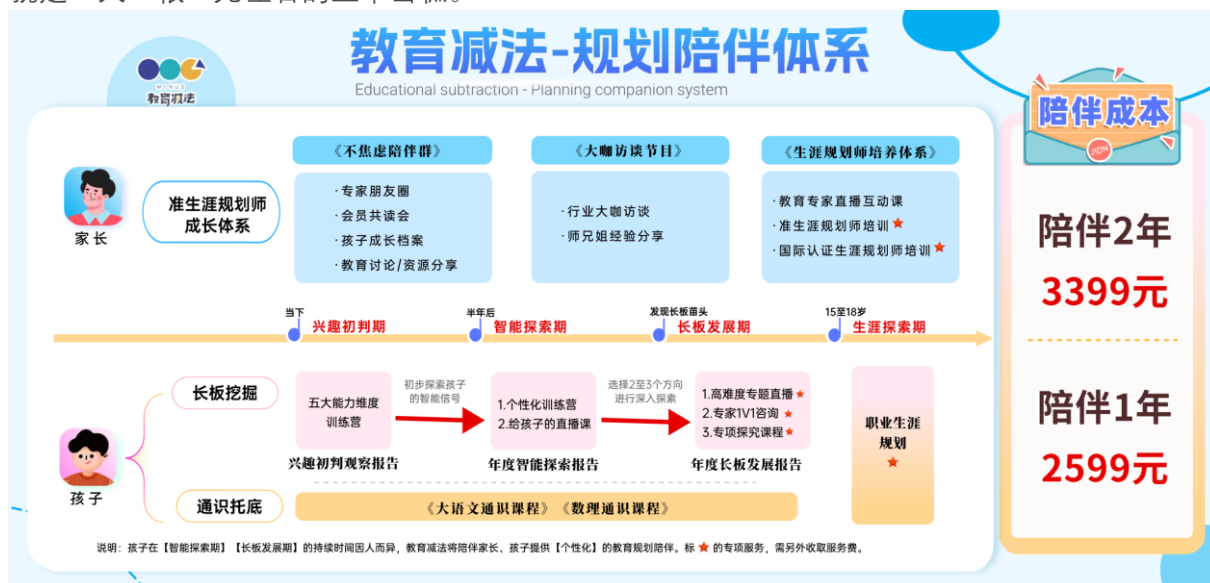 教育减法-规划陪伴体系
Educational subtraction - Planning companion system
MINUS
教育减法
陪伴成本
JION
陪伴2年
3399元
陪伴1年
2599元
家长
准生涯规划师
成长体系
《不焦虑陪伴群》
·专家朋友圈
·会员共读会
·孩子成长档案
·教育讨论/资源分享
《大咖访谈节目》
·行业大咖访谈
·师兄姐经验分享
《生涯规划师培养体系》
·教育专家直播互动课
·准生涯规划师培训★
·国际认证生涯规划师培训★
当下
兴趣初判期
半年后
智能探索期
发现长板苗头
长板发展期
15至18岁
生涯探索期
孩子
长板挖掘
五大能力维度
训练营
兴趣初判观察报告
初步探索孩子
的智能信号
1.个性化训练营
2.给孩子的直播课
年度智能探索报告
选择2至3个方向
进行深入探索
1.高难度专题直播★
2.专家1V1咨询 ★
3.专项探究课程★
年度长板发展报告
职业生涯
规划
★
通识托底
《大语文通识课程》《数理通识课程》
说明：孩子在【智能探索期】【长板发展期】的持续时间因人而异，教育减法将陪伴家长、孩子提供【个性化】的教育规划陪伴。标 ★ 的专项服务，需另外收取服务费。